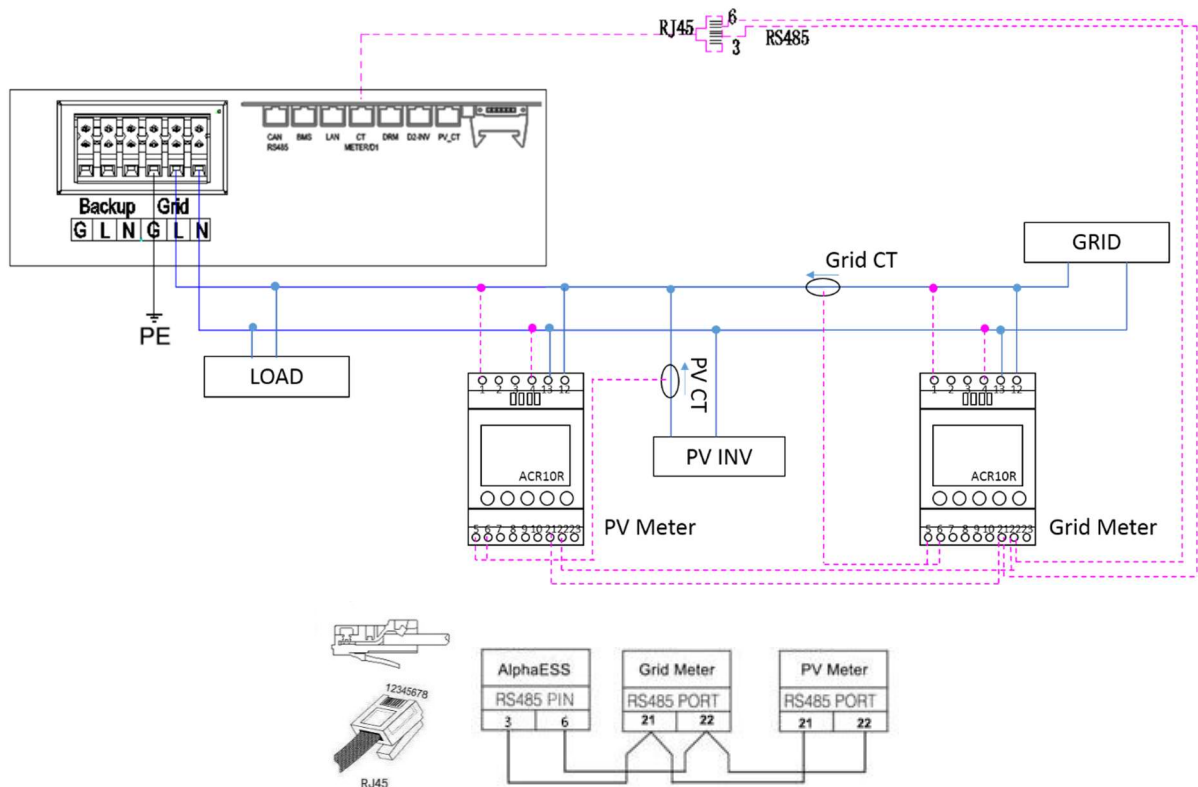 RJ45
6
3
RS485
CAN
RS485
BMS
LAN
CT
METER/D1
DRM
D2-INV
PV_CT
Backup Grid
G L N G L N
PE
LOAD
Grid CT
GRID
PV CT
PV INV
1 2 3 4 13 12
ACR10R
5 6 7 8 9 10 21 22 23
PV Meter
1 2 3 4 13 12
ACR10R
5 6 7 8 9 10 21 22 23
Grid Meter
12345678
RJ45
AlphaESS
RS485 PIN
3 6
Grid Meter
RS485 PORT
21 22
PV Meter
RS485 PORT
21 22